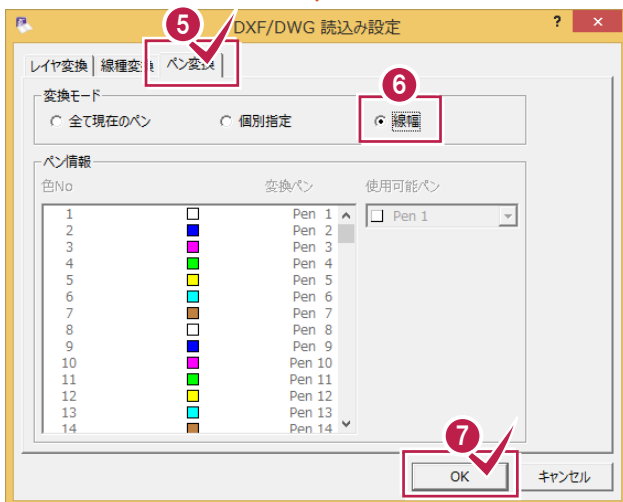 5
DXF/DWG 読込み設定 ? ×
レイヤ変換 線種変 ペン変換
変換モード
6
全て現在のペン 個別指定 線幅
ペン情報
色No 変換ペン 使用可能ペン
1 Pen 1 Pen 1
2 Pen 2
3 Pen 3
4 Pen 4
5 Pen 5
6 Pen 6
7 Pen 7
8 Pen 8
9 Pen 9
10 Pen 10
11 Pen 11
12 Pen 12
13 Pen 13
14 Pen 14
7
OK キャンセル